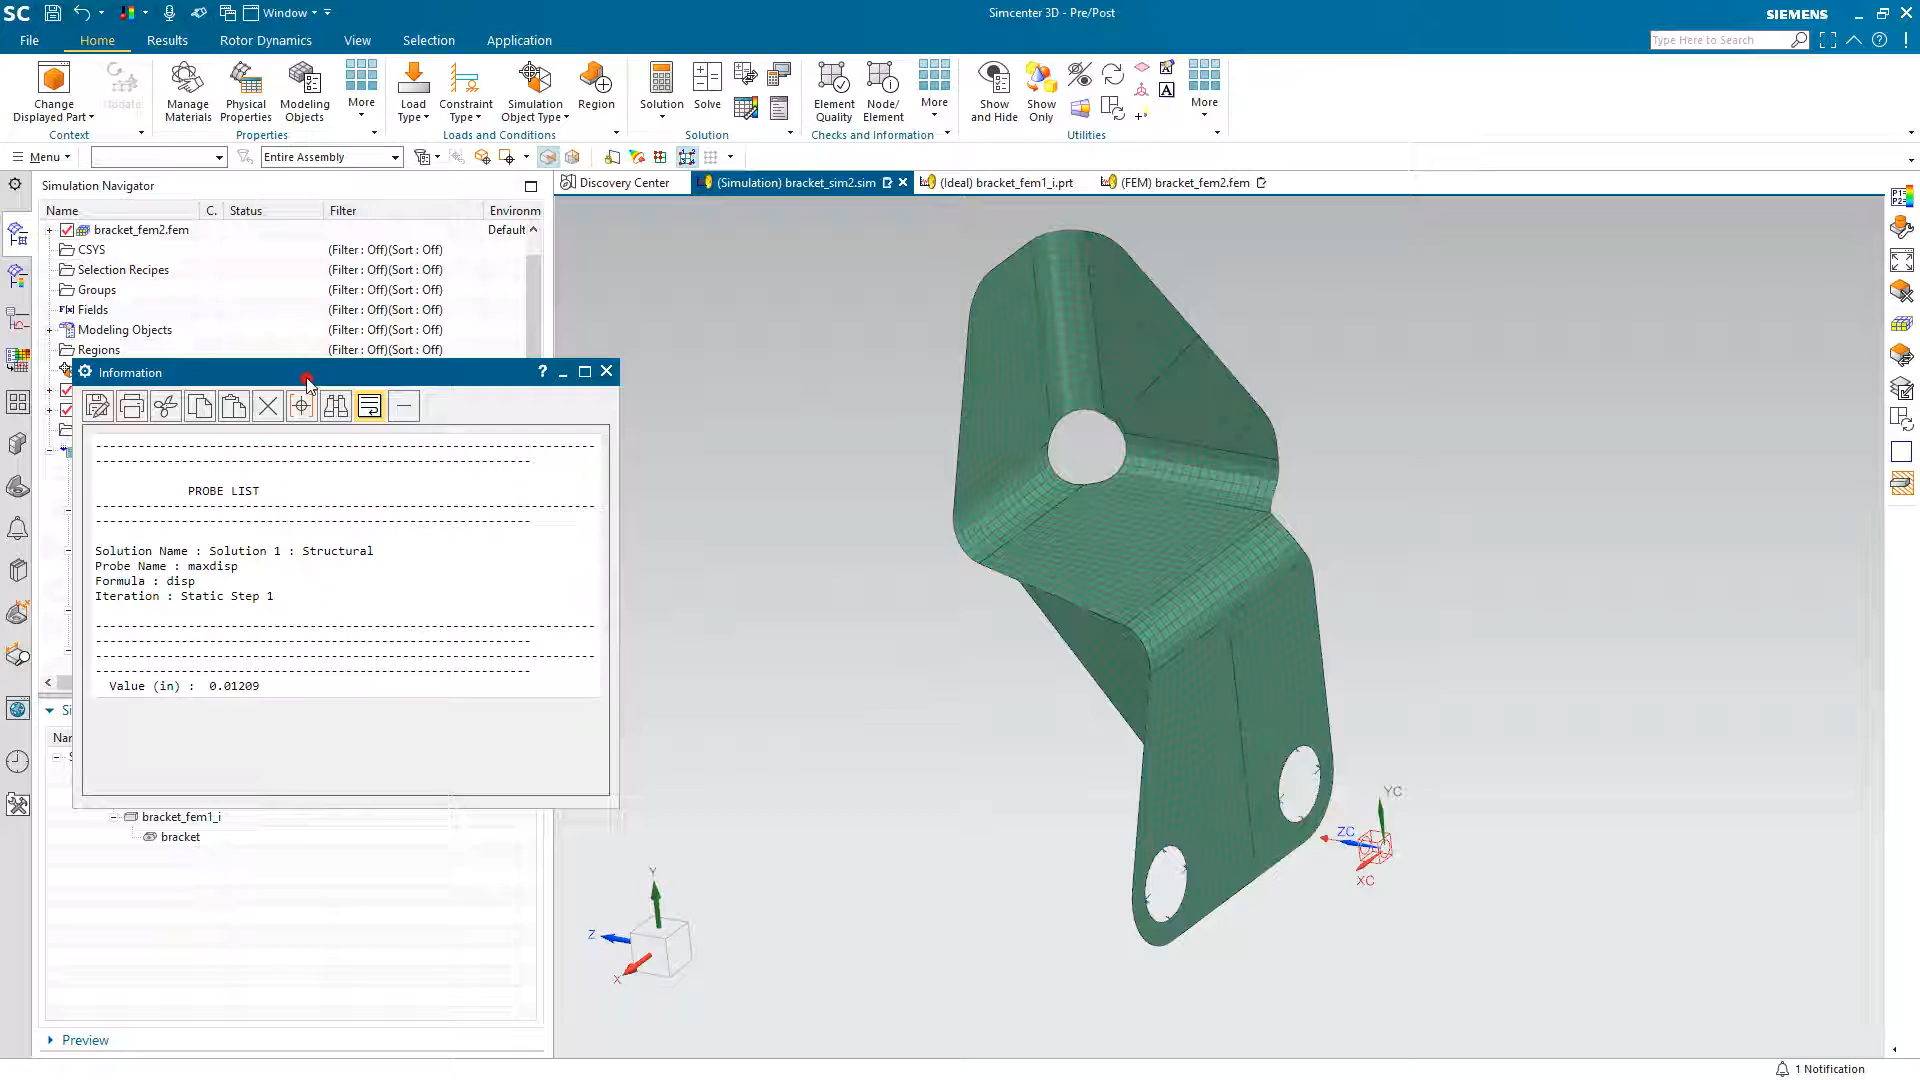 SC
Window
Simcenter 3D - Pre/Post
SIEMENS
File
Home
Results
Rotor Dynamics
View
Selection
Application
Type Here to Search
Change
Displayed Part
Update
Context
Manage
Materials
Physical
Properties
Modeling
Objects
More
Properties
Load
Type
Constraint
Type
Simulation
Object Type
Region
Loads and Conditions
Solution
Solve
Solution
Element
Quality
Node/
Element
More
Checks and Information
Show
and Hide
Show
Only
More
Utilities
Menu
Entire Assembly
Simulation Navigator
Discovery Center
(Simulation) bracket_sim2.sim
(Ideal) bracket_fem1_i.prt
(FEM) bracket_fem2.fem
Name
C.
Status
Filter
Environm
bracket_fem2.fem
Default
CSYS
(Filter : Off)(Sort : Off)
Selection Recipes
(Filter : Off)(Sort : Off)
Groups
(Filter : Off)(Sort : Off)
Fields
(Filter : Off)(Sort : Off)
Modeling Objects
(Filter : Off)(Sort : Off)
Regions
(Filter : Off)(Sort : Off)
Information
PROBE LIST
Solution Name : Solution 1 : Structural
Probe Name : maxdisp
Formula : disp
Iteration : Static Step 1
Value (in) : 0.01209
Si
Nar
bracket_fem1_i
bracket
Preview
Y
Z
X
YC
ZC
XC
1 Notification